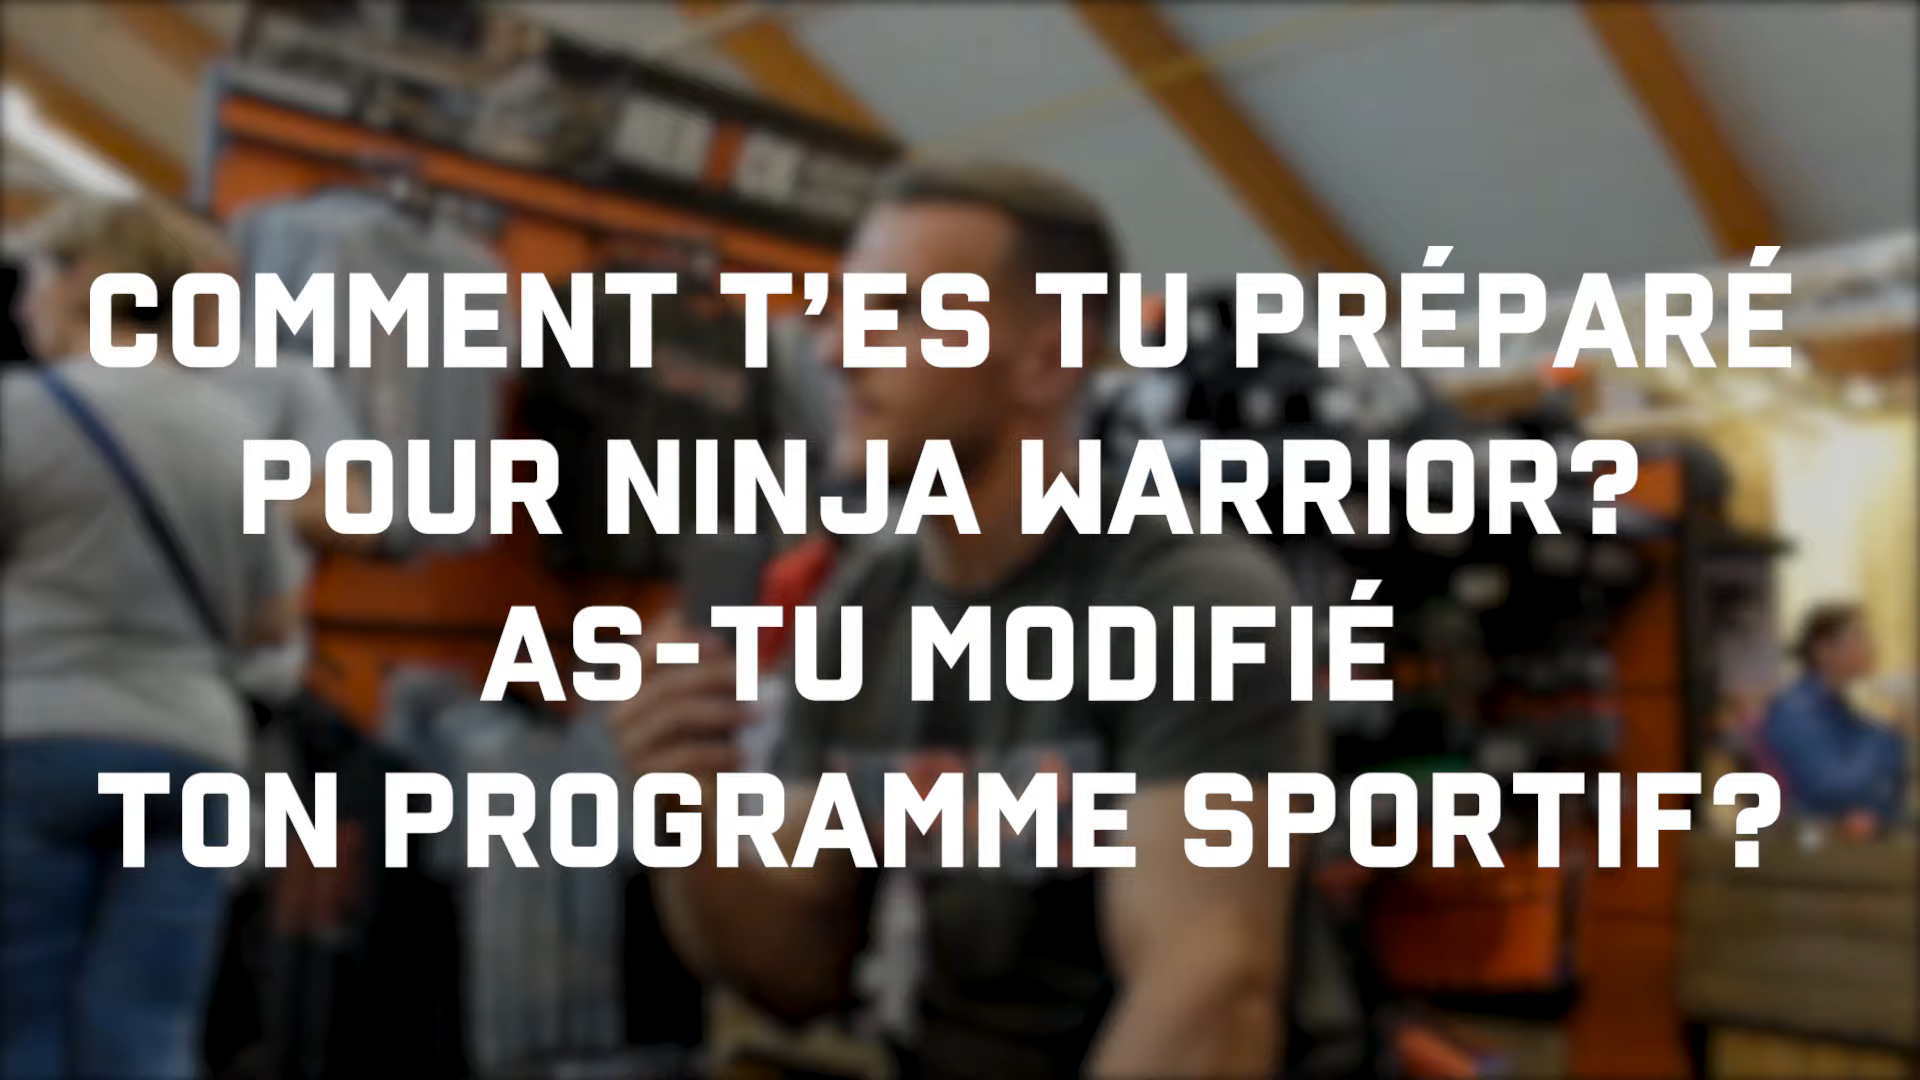 COMMENT T'ES TU PRÉPARÉ
POUR NINJA WARRIOR?
AS-TU MODIFIÉ
TON PROGRAMME SPORTIF?